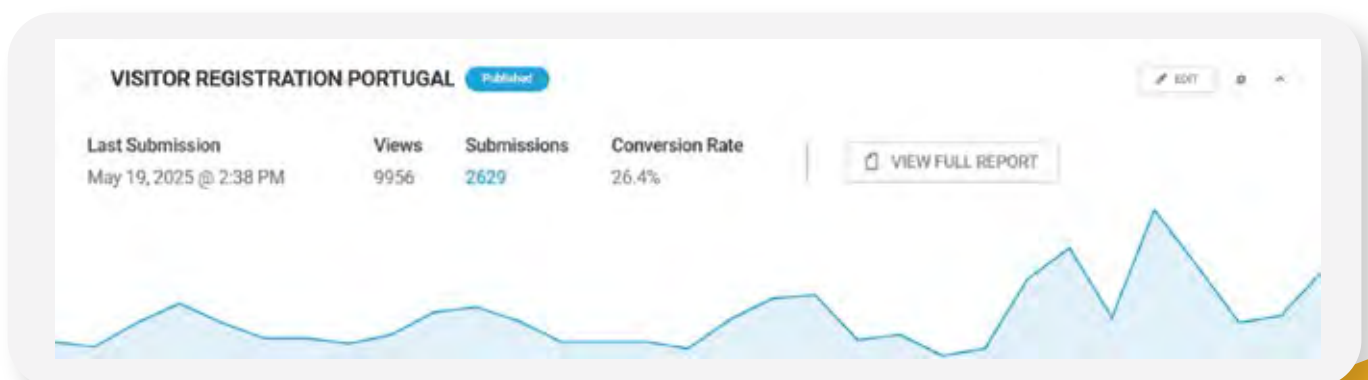 VISITOR REGISTRATION PORTUGAL Published
EDIT
Last Submission Views Submissions Conversion Rate
VIEW FULL REPORT
May 19, 2025 @ 2:38 PM 9956 2629 26.4%